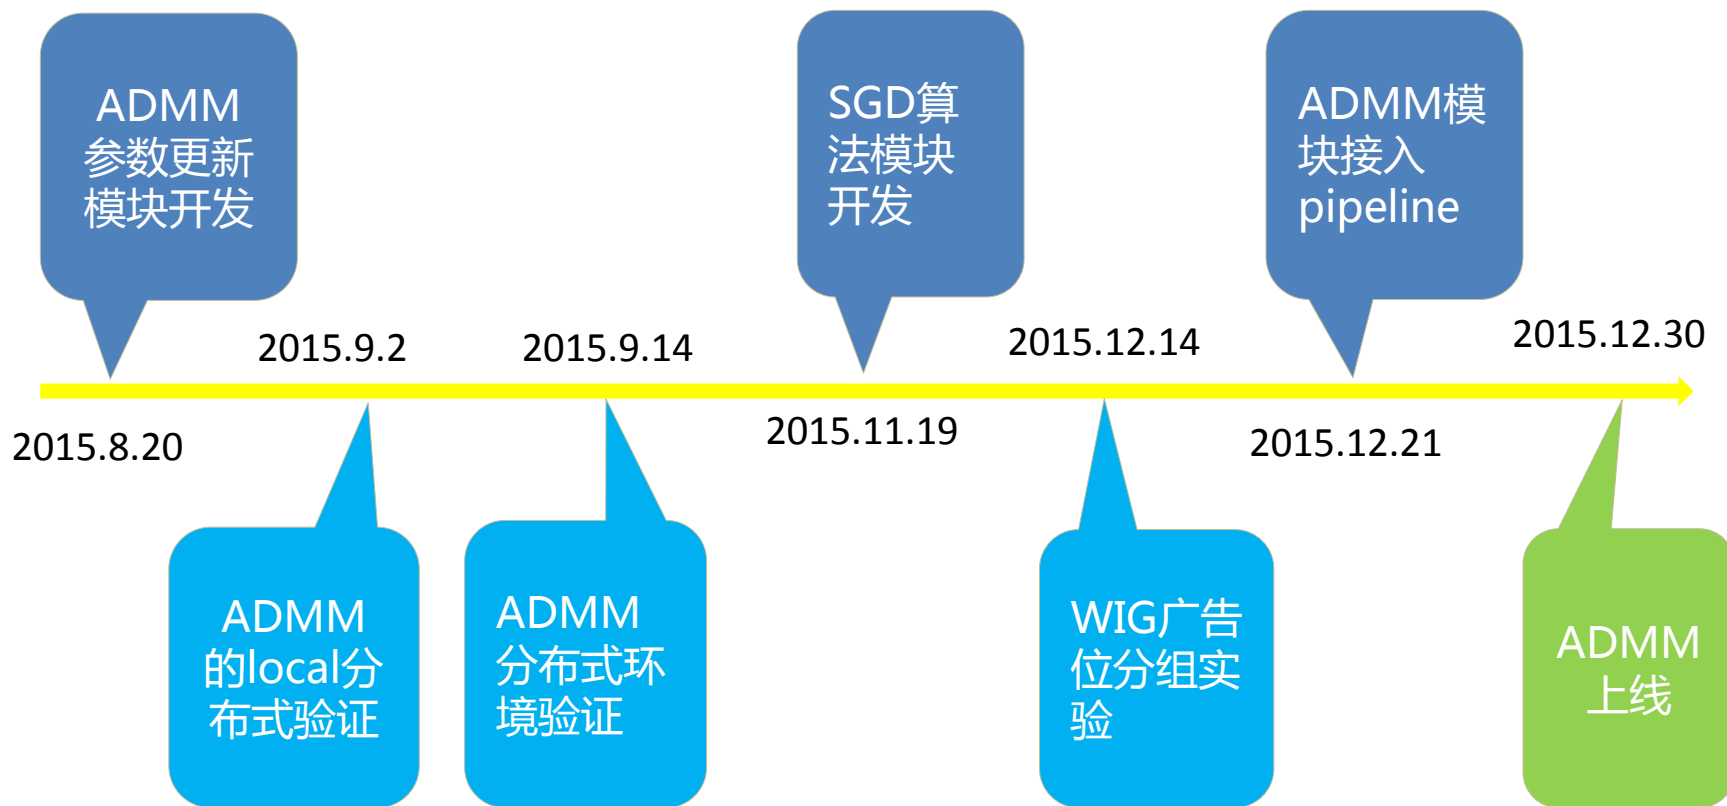 ADMM
参数更新
模块开发
SGD算
法模块
开发
ADMM模
块接入
pipeline
2015.9.2
2015.9.14
2015.12.14
2015.12.30
2015.8.20
2015.11.19
2015.12.21
ADMM
的local分
布式验证
ADMM
分布式环
境验证
WIG广告
位分组实
验
ADMM
上线